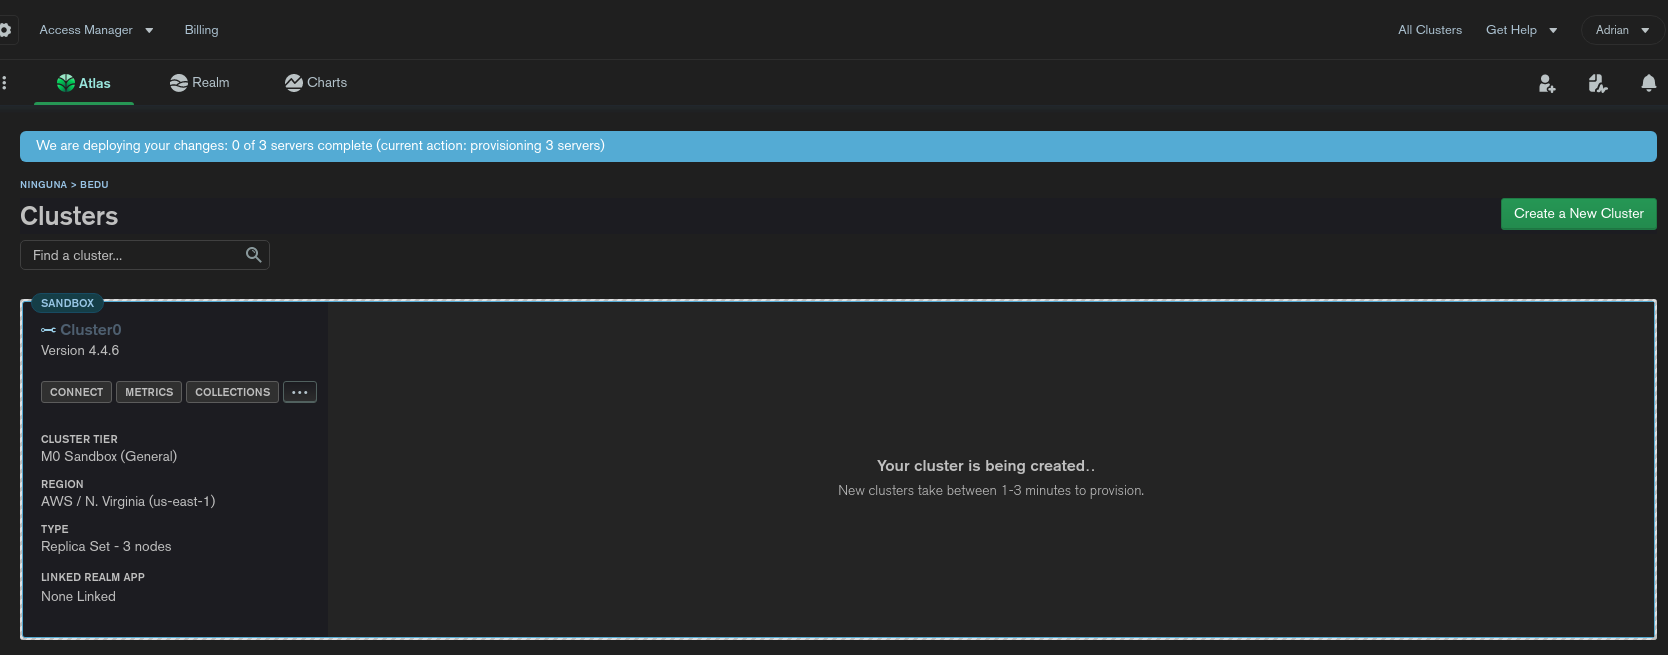 Access Manager
Billing
All Clusters
Get Help
Adrian
Atlas
Realm
Charts
We are deploying your changes: 0 of 3 servers complete (current action: provisioning 3 servers)
NINGUNA > BEDU
Clusters
Create a New Cluster
Find a cluster...
SANDBOX
Cluster0
Version 4.4.6
CONNECT
METRICS
COLLECTIONS
...
CLUSTER TIER
M0 Sandbox (General)
REGION
AWS / N. Virginia (us-east-1)
TYPE
Replica Set - 3 nodes
LINKED REALM APP
None Linked
Your cluster is being created..
New clusters take between 1-3 minutes to provision.